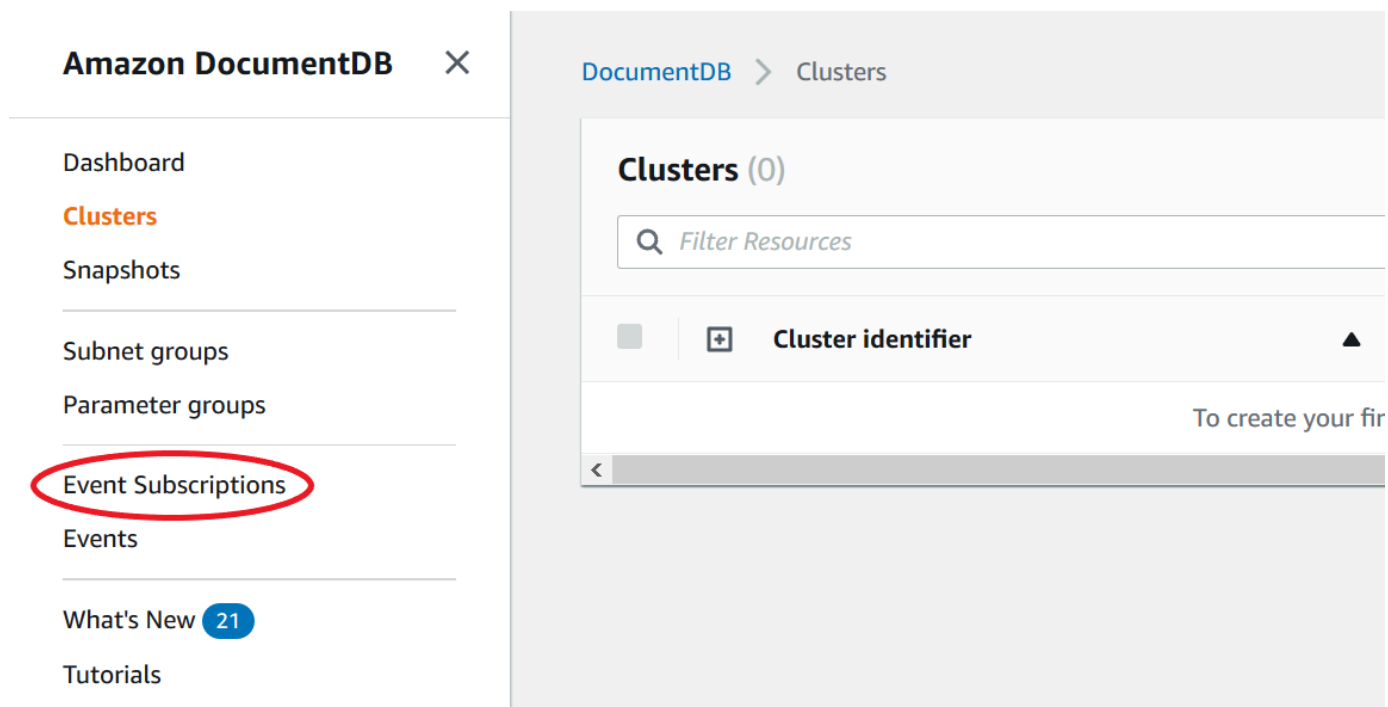 Amazon DocumentDB
Dashboard
Clusters
Snapshots
Subnet groups
Parameter groups
Event Subscriptions
Events
What's New 21
Tutorials
DocumentDB > Clusters
Clusters (0)
Filter Resources
Cluster identifier
To create your fir